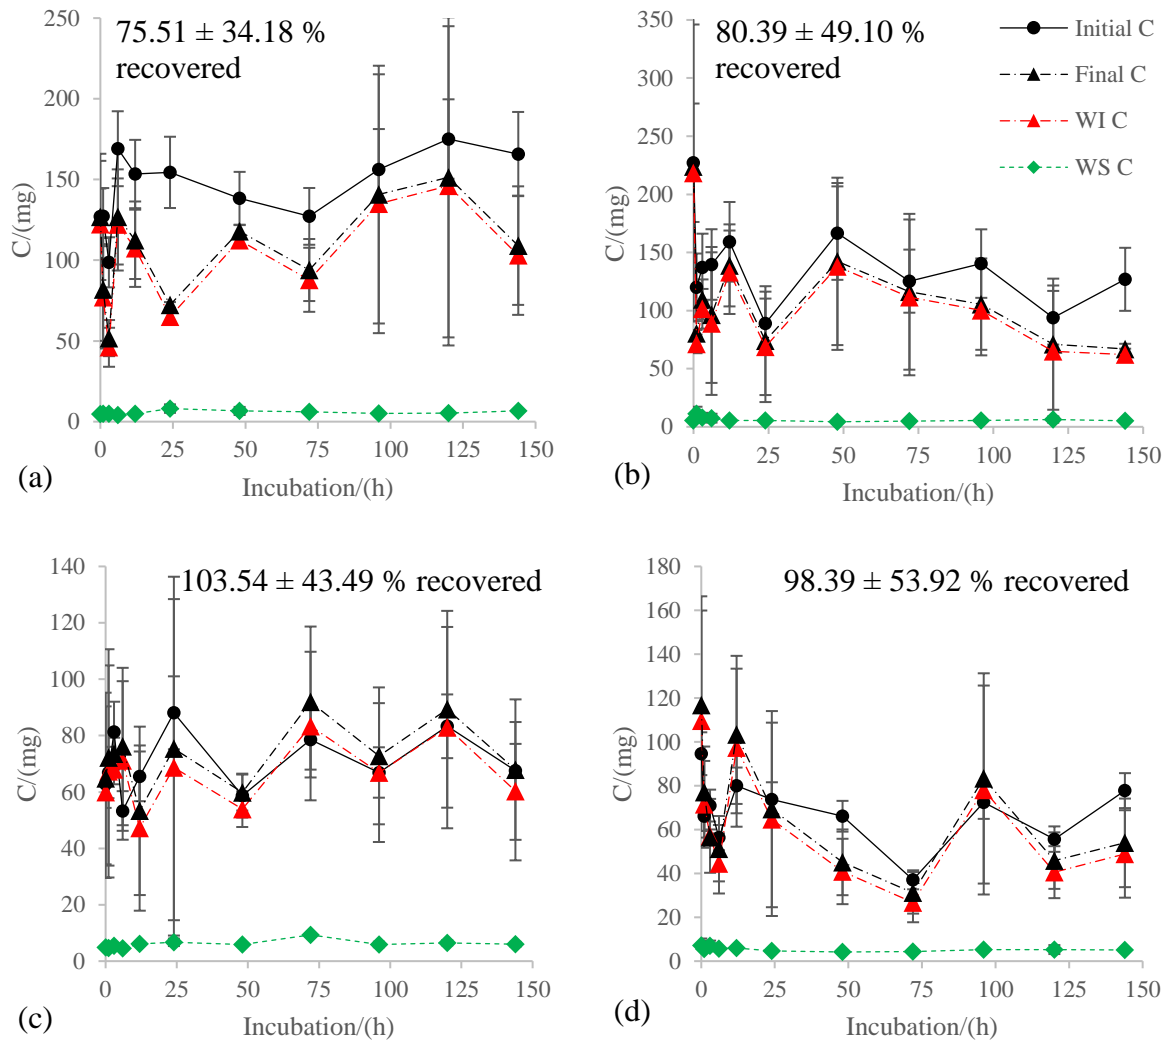 75.51 ± 34.18 %
recovered
300
250
200
150
100
50
0
C/(mg)
0
25
50
75
100
125
150
Incubation/(h)
(a)
80.39 ± 49.10 %
recovered
350
300
250
200
150
100
50
0
C/(mg)
0
25
50
75
100
125
150
Incubation/(h)
(b)
Initial C
Final C
WI C
WS C
103.54 ± 43.49 % recovered
140
120
100
80
60
40
20
0
C/(mg)
0
25
50
75
100
125
150
Incubation/(h)
(c)
98.39 ± 53.92 % recovered
180
160
140
120
100
80
60
40
20
0
C/(mg)
0
25
50
75
100
125
150
Incubation/(h)
(d)